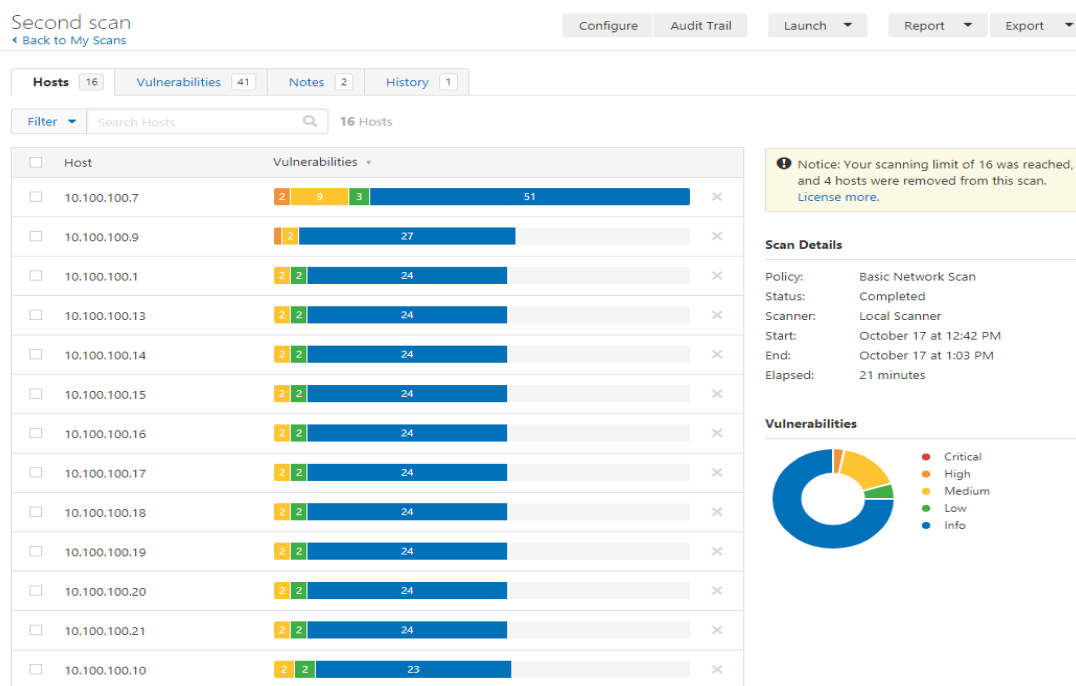 Second scan
Back to My Scans
Configure Audit Trail Launch Report Export
Hosts 16 Vulnerabilities 41 Notes 2 History 1
Filter Search Hosts 16 Hosts
Host Vulnerabilities
10.100.100.7 2 9 3 51
10.100.100.9 2 27
10.100.100.1 2 2 24
10.100.100.13 2 2 24
10.100.100.14 2 2 24
10.100.100.15 2 2 24
10.100.100.16 2 2 24
10.100.100.17 2 2 24
10.100.100.18 2 2 24
10.100.100.19 2 2 24
10.100.100.20 2 2 24
10.100.100.21 2 2 24
10.100.100.10 2 2 23
Notice: Your scanning limit of 16 was reached,
and 4 hosts were removed from this scan.
License more.
Scan Details
Policy: Basic Network Scan
Status: Completed
Scanner: Local Scanner
Start: October 17 at 12:42 PM
End: October 17 at 1:03 PM
Elapsed: 21 minutes
Vulnerabilities
Critical
High
Medium
Low
Info